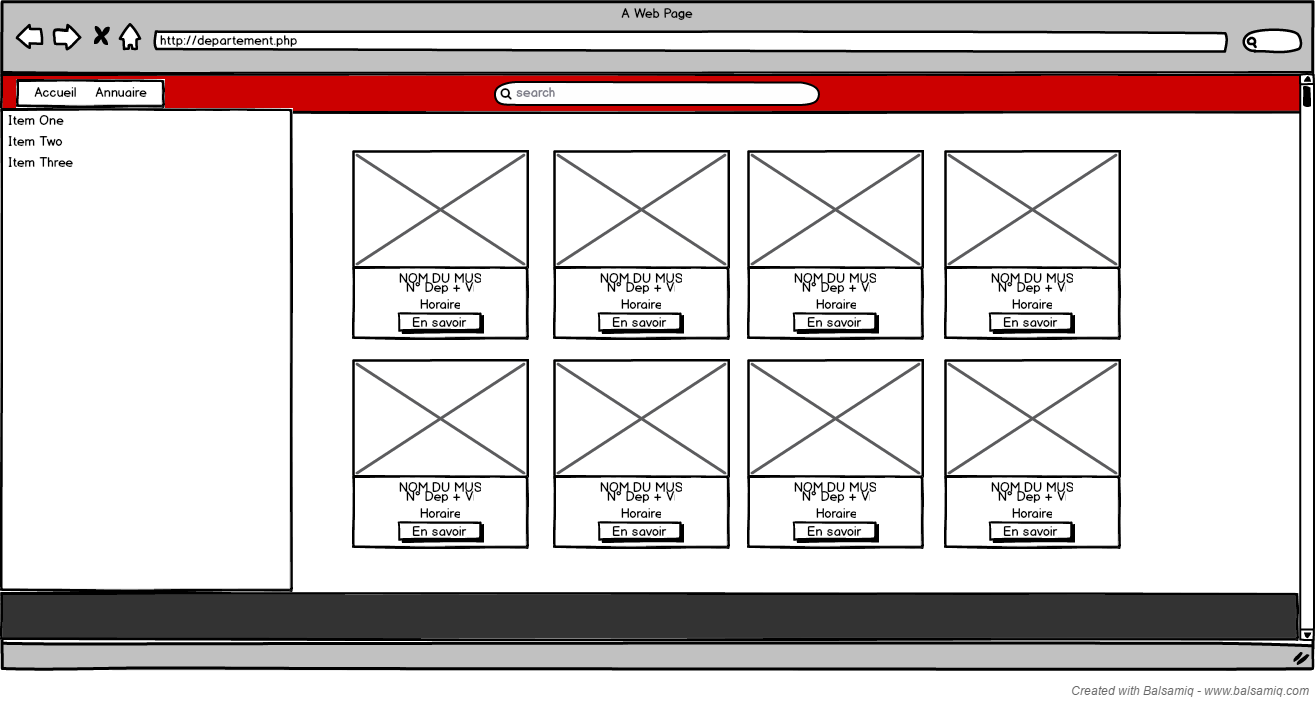 A Web Page
http://departement.php
Accueil Annuaire
search
Item One
Item Two
Item Three
NOM DU MUS NOM DU MUS NOM DU MUS NOM DU MUS
N° Dep + V N° Dep + V N° Dep + V N° Dep + V
Horaire Horaire Horaire Horaire
En savoir En savoir En savoir En savoir
NOM DU MUS NOM DU MUS NOM DU MUS NOM DU MUS
N° Dep + V N° Dep + V N° Dep + V N° Dep + V
Horaire Horaire Horaire Horaire
En savoir En savoir En savoir En savoir
Created with Balsamiq - www.balsamiq.com